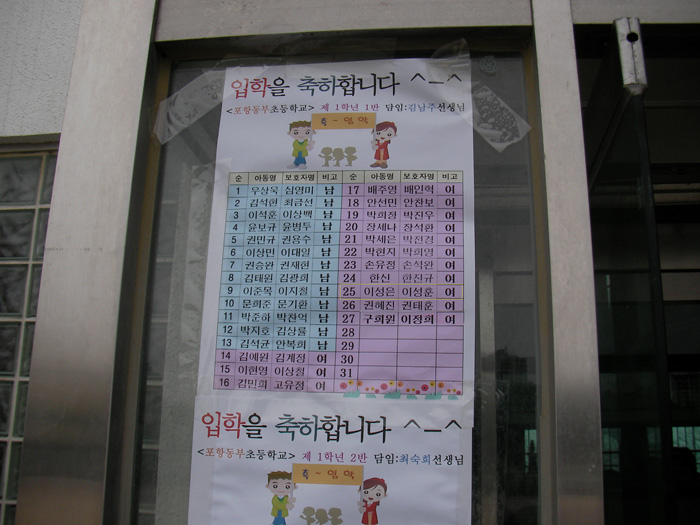 입학을 축하합니다 ^-^
<포항동부초등학교> 제 1학년 1반 담임:김남주선생님
축 - 입학
순 아동명 보호자명 비고 순 아동명 보호자명 비고
1 우상욱 심영미 남 17 배주영 배인혁 여
2 김석현 최금선 남 18 안선민 안찬보 여
3 이석훈 이상백 남 19 박희정 박진우 여
4 윤보규 윤병투 남 20 장세나 장석환 여
5 권민규 권용수 남 21 박세은 박진경 여
6 이상민 이대일 남 22 박현지 박희영 여
7 권승완 권재현 남 23 손유정 손석완 여
8 김태원 김광희 남 24 한신 한진규 여
9 이준목 이지철 남 25 이성은 이성훈 여
10 문희준 문기환 남 26 권혜진 권태훈 여
11 박준하 박찬억 남 27 구희원 이정희 여
12 박지호 김상률 남 28
13 김석균 안복희 남 29
14 김예원 김계정 여 30
15 이현영 이상철 여 31
16 김민희 고유정 여
입학을 축하합니다 ^-^
<포항동부초등학교> 제 1학년 2반 담임:최숙희선생님
축 - 입학